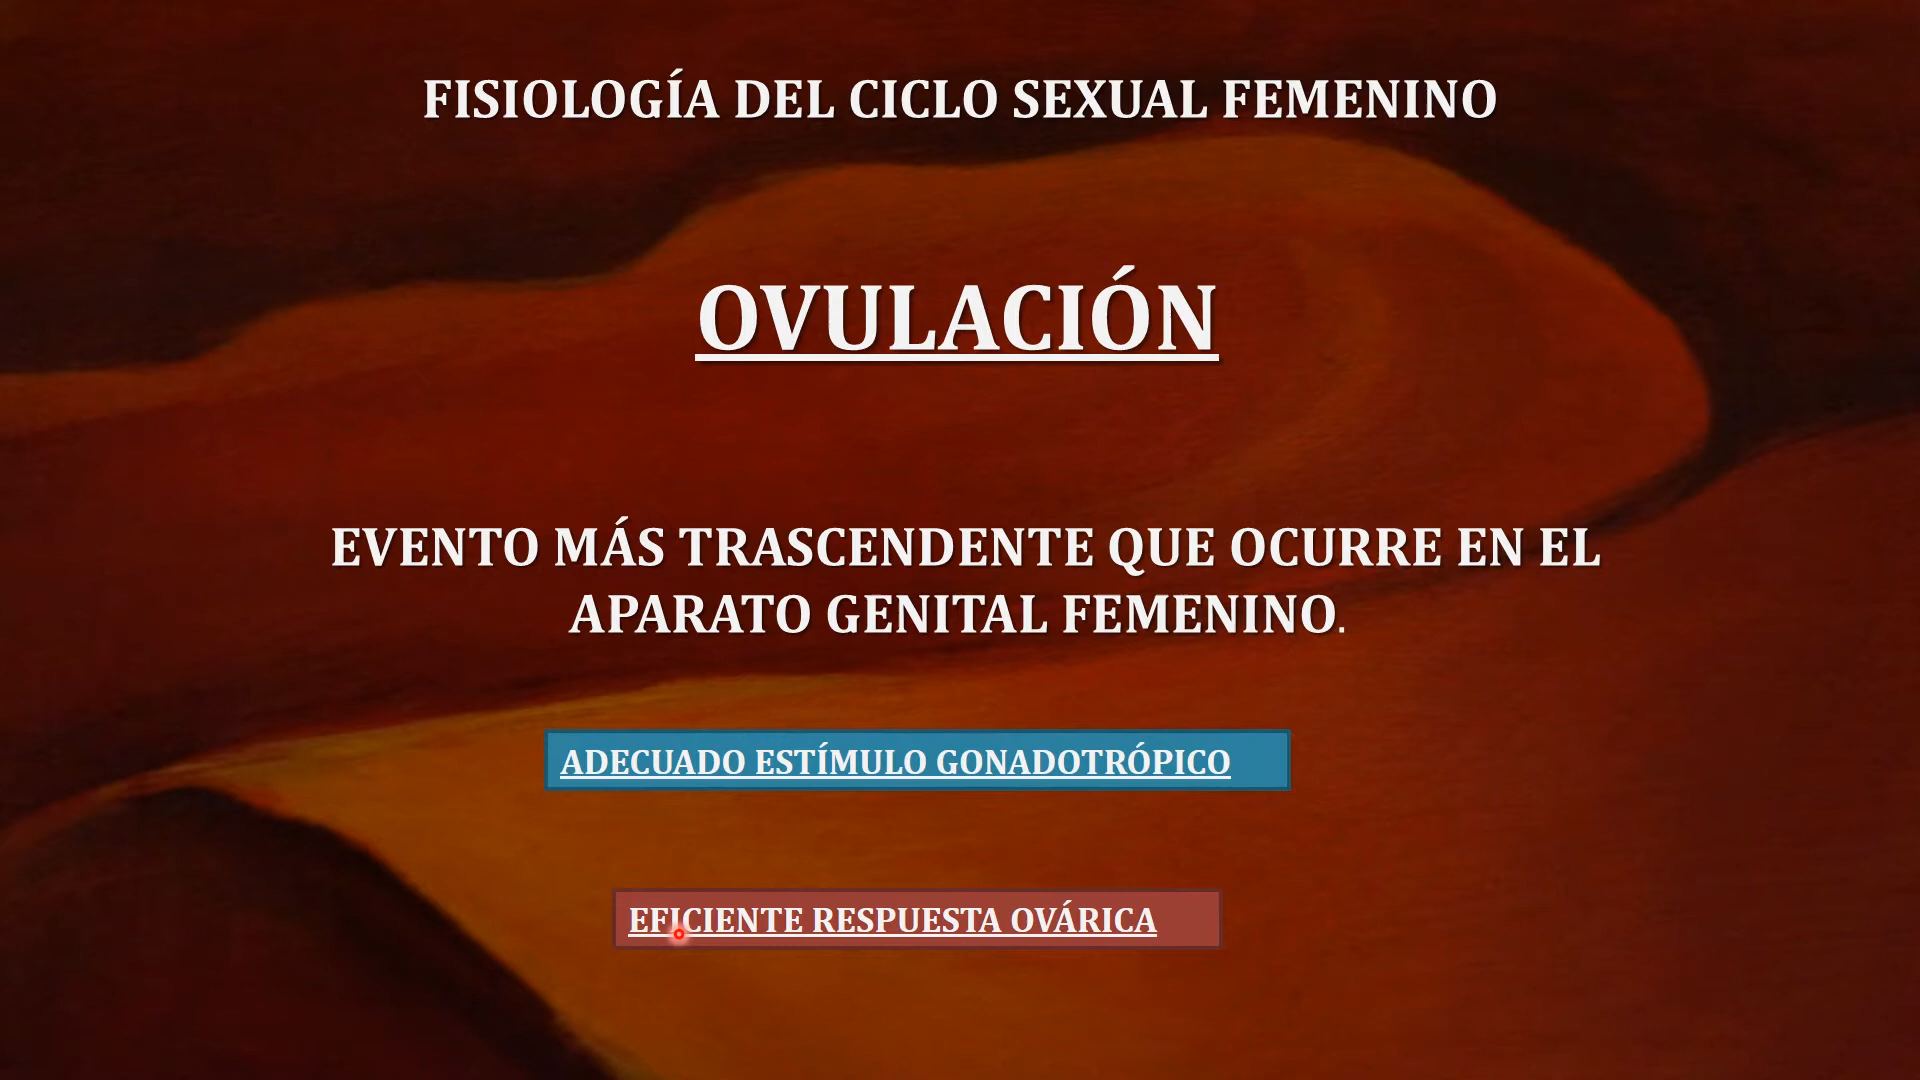 FISIOLOGÍA DEL CICLO SEXUAL FEMENINO
OVULACIÓN
EVENTO MÁS TRASCENDENTE QUE OCURRE EN EL
APARATO GENITAL FEMENINO.
ADECUADO ESTÍMULO GONADOTRÓPICO
EFICIENTE RESPUESTA OVÁRICA